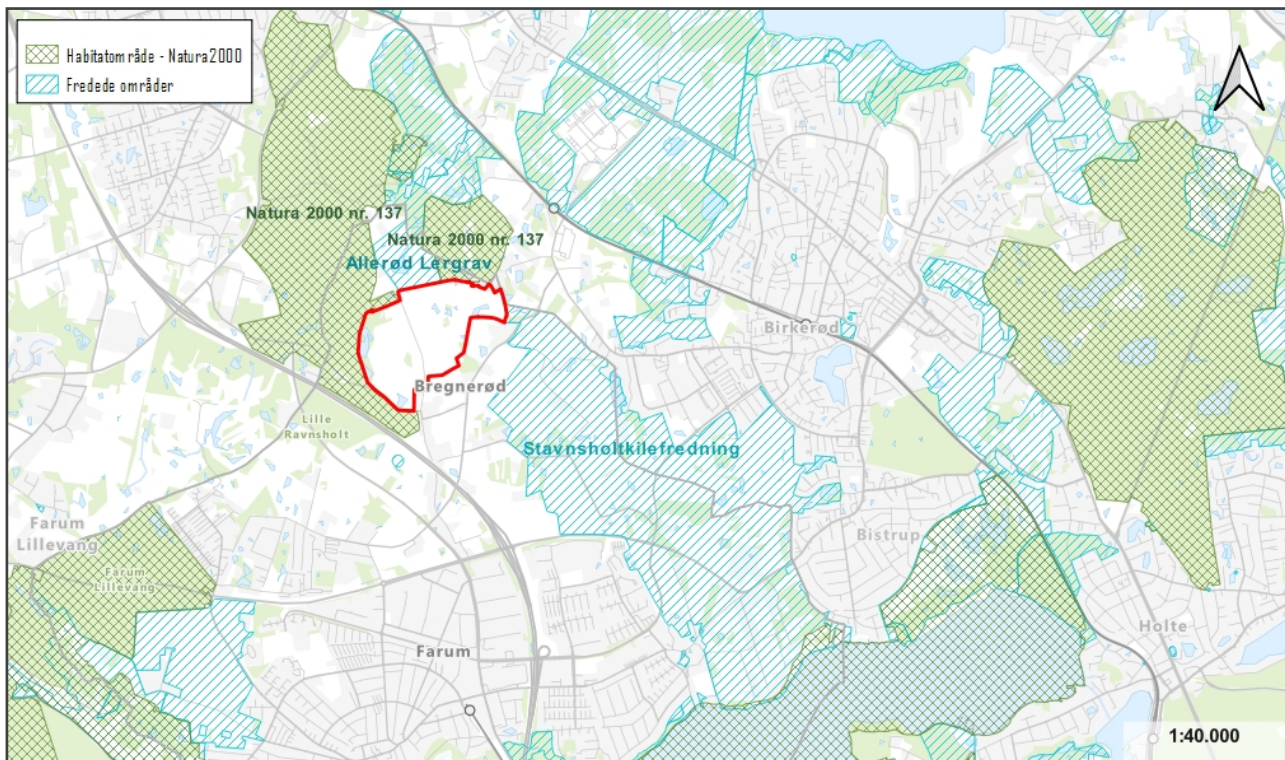 Habitatområde - Natura2000
Fredede områder
Natura 2000 nr. 137
Natura 2000 nr. 137
Allerød Lergrav
Birkerød
Bregnerød
Lille
Ravnsholt
Stavnsholtkilefredning
Farum
Lillevang
Bistrup
Farum
Lillevang
Holte
Farum
1:40.000